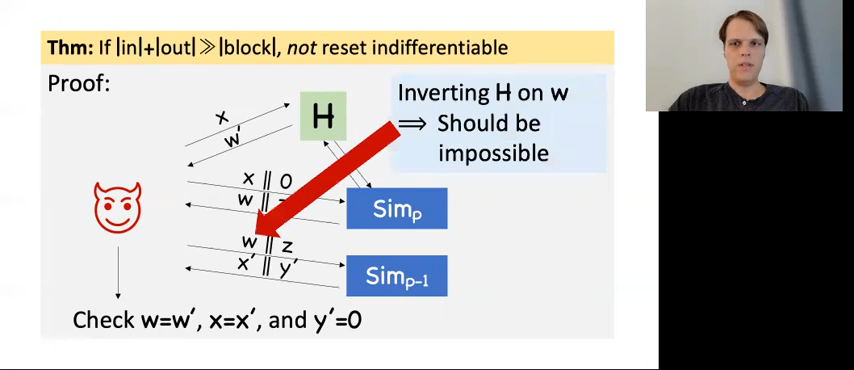 Thm: If |in|+|out|≫|block|, not reset indifferentiable
Proof:
Inverting H on w
⟹ Should be
impossible
x
w′
H
x || 0
w ||
Simₚ
w || z
x′ || y′
Simₚ₋₁
Check w=w′, x=x′, and y′=0